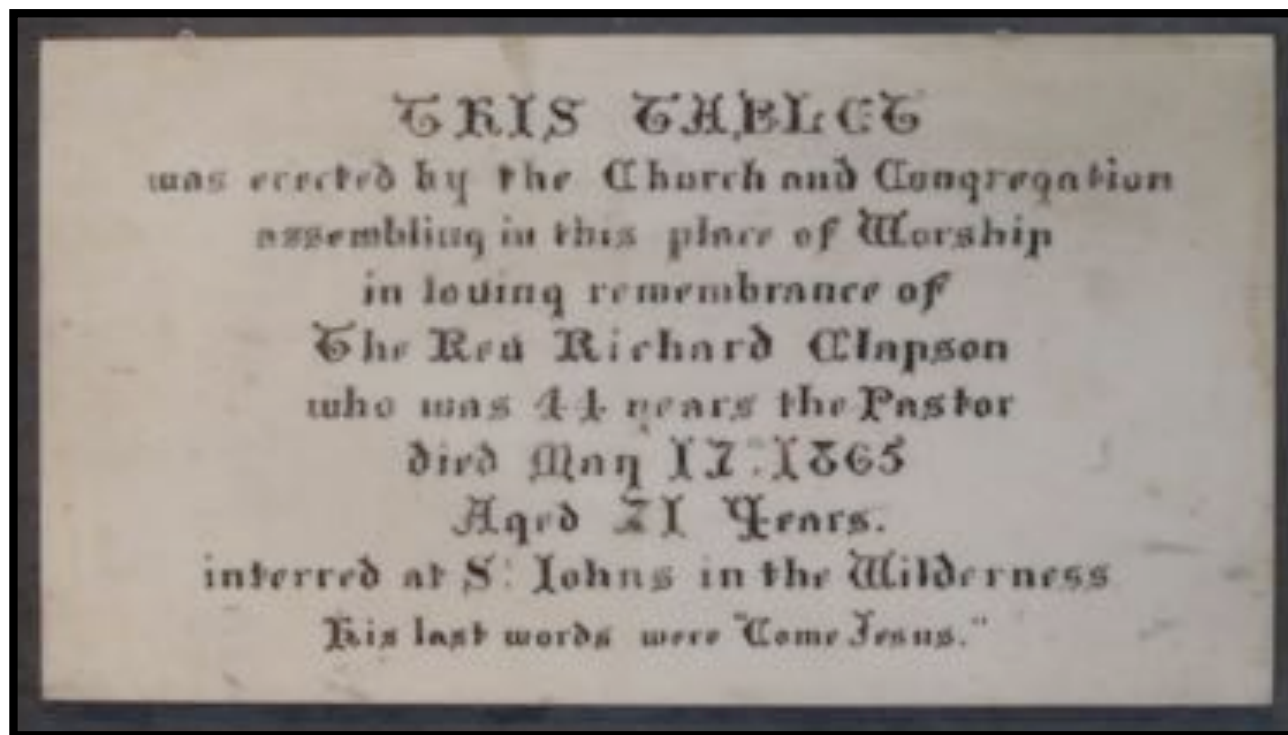 THIS TABLET
was erected by the Church and Congregation
assembling in this place of Worship
in loving remembrance of
The Rev Richard Clapson
who was 44 years the Pastor
died May 17th 1865
Aged 71 Years.
interred at St Johns in the Wilderness
His last words were "Come Jesus."